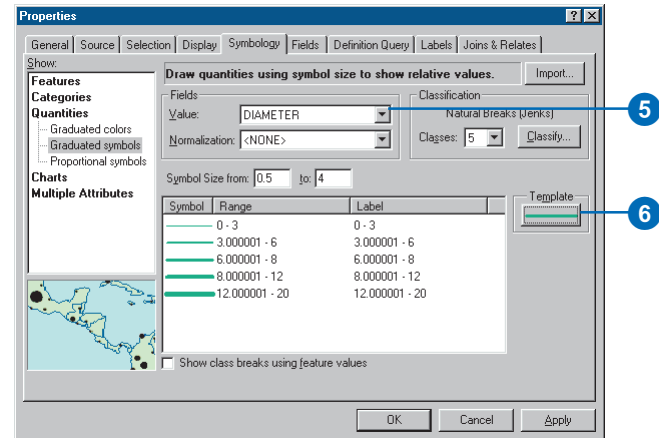 Properties
? X
General Source Selection Display Symbology Fields Definition Query Labels Joins & Relates
Show:
Features
Categories
Quantities
Graduated colors
Graduated symbols
Proportional symbols
Charts
Multiple Attributes
Draw quantities using symbol size to show relative values.
Import...
Fields
Value: DIAMETER
Normalization: <NONE>
Classification
Natural Breaks (Jenks)
Classes: 5 Classify...
5
Symbol Size from: 0.5 to: 4
Symbol Range Label
0 - 3 0 - 3
3.000001 - 6 3.000001 - 6
6.000001 - 8 6.000001 - 8
8.000001 - 12 8.000001 - 12
12.000001 - 20 12.000001 - 20
Template
6
Show class breaks using feature values
OK Cancel Apply